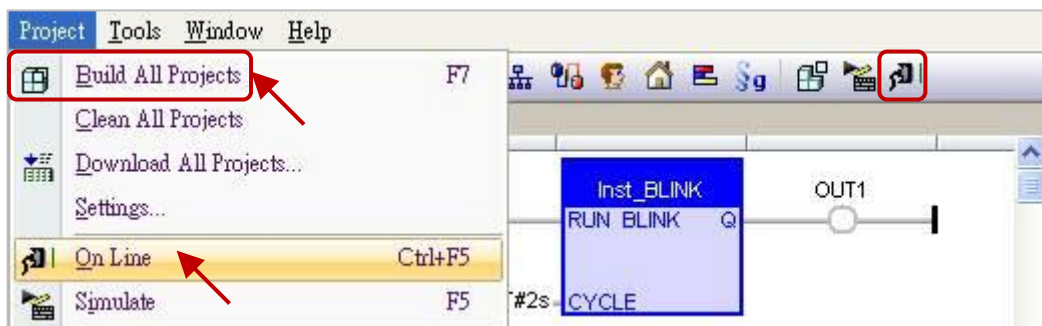 Project Tools Window Help
Build All Projects F7
Clean All Projects
Download All Projects...
Settings...
On Line Ctrl+F5
Simulate F5
§g
Inst_BLINK
OUT1
RUN BLINK Q
T#2s CYCLE